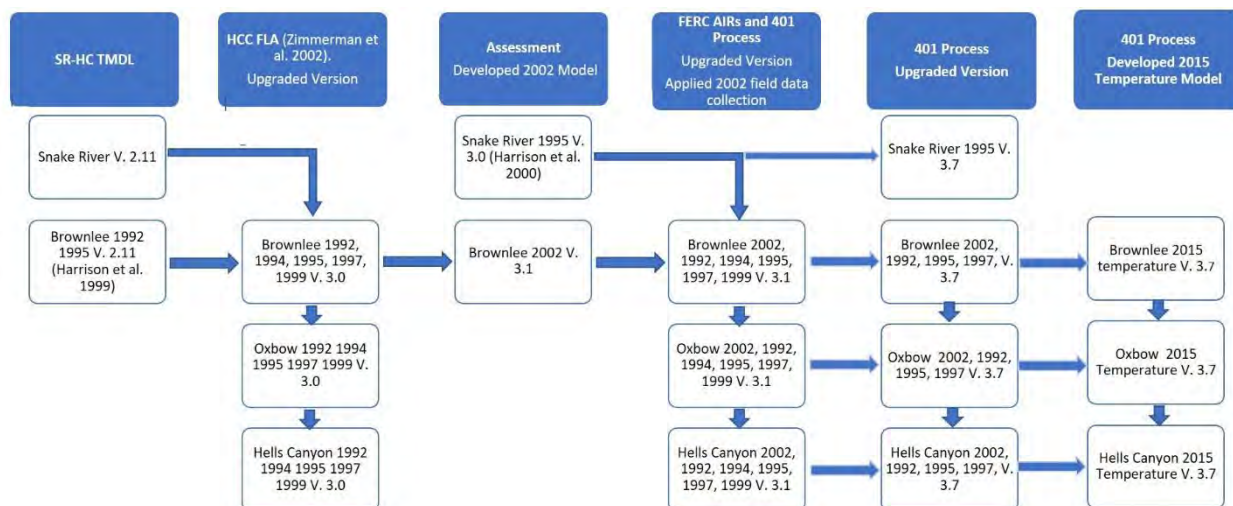 SR-HC TMDL
HCC FLA (Zimmerman
et al. 2002).
Upgraded Version
Assessment
Developed 2002 Model
FERC AIRs and 401
Process
Upgraded Version
Applied 2002 field data
collection
401 Process
Upgraded Version
401 Process
Developed 2015
Temperature Model
Snake River V. 2.11
Snake River 1995 V.
3.0 (Harrison et al.
2000)
Snake River 1995 V.
3.7
Brownlee 1992
1995 V. 2.11
(Harrison et al.
1999)
Brownlee 1992,
1994, 1995, 1997,
1999 V. 3.0
Brownlee 2002 V.
3.1
Brownlee 2002,
1992, 1994, 1995,
1997, 1999 V. 3.1
Brownlee 2002,
1992, 1995, 1997, V.
3.7
Brownlee 2015
temperature V. 3.7
Oxbow 1992 1994
1995 1997 1999 V.
3.0
Oxbow 2002, 1992,
1994, 1995, 1997,
1999 V. 3.1
Oxbow 2002, 1992,
1995, 1997 V. 3.7
Oxbow 2015
Temperature V. 3.7
Hells Canyon 1992
1994 1995 1997
1999 V. 3.0
Hells Canyon 2002,
1992, 1994, 1995,
1997, 1999 V. 3.1
Hells Canyon 2002,
1992, 1995, 1997, V.
3.7
Hells Canyon 2015
Temperature V. 3.7